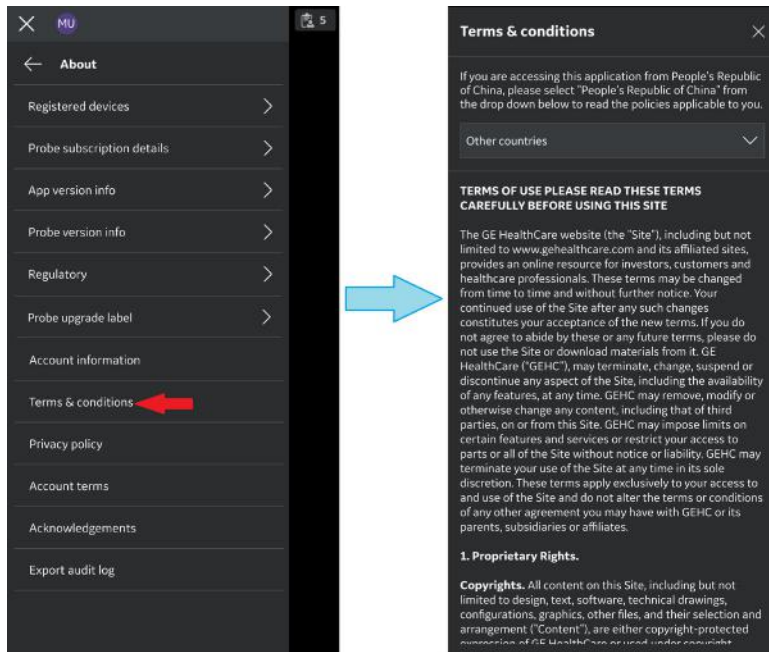 MU
5
About
Registered devices
Probe subscription details
App version info
Probe version info
Regulatory
Probe upgrade label
Account information
Terms & conditions
Privacy policy
Account terms
Acknowledgements
Export audit log
Terms & conditions
If you are accessing this application from People's Republic
of China, please select "People's Republic of China" from
the drop down below to read the policies applicable to you.
Other countries
TERMS OF USE PLEASE READ THESE TERMS
CAREFULLY BEFORE USING THIS SITE
The GE HealthCare website (the "Site"), including but not
limited to www.gehealthcare.com and its affiliated sites,
provides an online resource for investors, customers and
healthcare professionals. These terms may be changed
from time to time and without further notice. Your
continued use of the Site after any such changes
constitutes your acceptance of the new terms. If you do
not agree to abide by these or any future terms, please do
not use the Site or download materials from it. GE
HealthCare ("GEHC"), may terminate, change, suspend or
discontinue any aspect of the Site, including the availability
of any features, at any time. GEHC may remove, modify or
otherwise change any content, including that of third
parties, on or from this Site. GEHC may impose limits on
certain features and services or restrict your access to
parts or all of the Site without notice or liability. GEHC may
terminate your use of the Site at any time in its sole
discretion. These terms apply exclusively to your access to
and use of the Site and do not alter the terms or conditions
of any other agreement you may have with GEHC or its
parents, subsidiaries or affiliates.
1. Proprietary Rights.
Copyrights. All content on this Site, including but not
limited to design, text, software, technical drawings,
configurations, graphics, other files, and their selection and
arrangement ("Content"), are either copyright-protected
expression of GE HealthCare or used under copyright